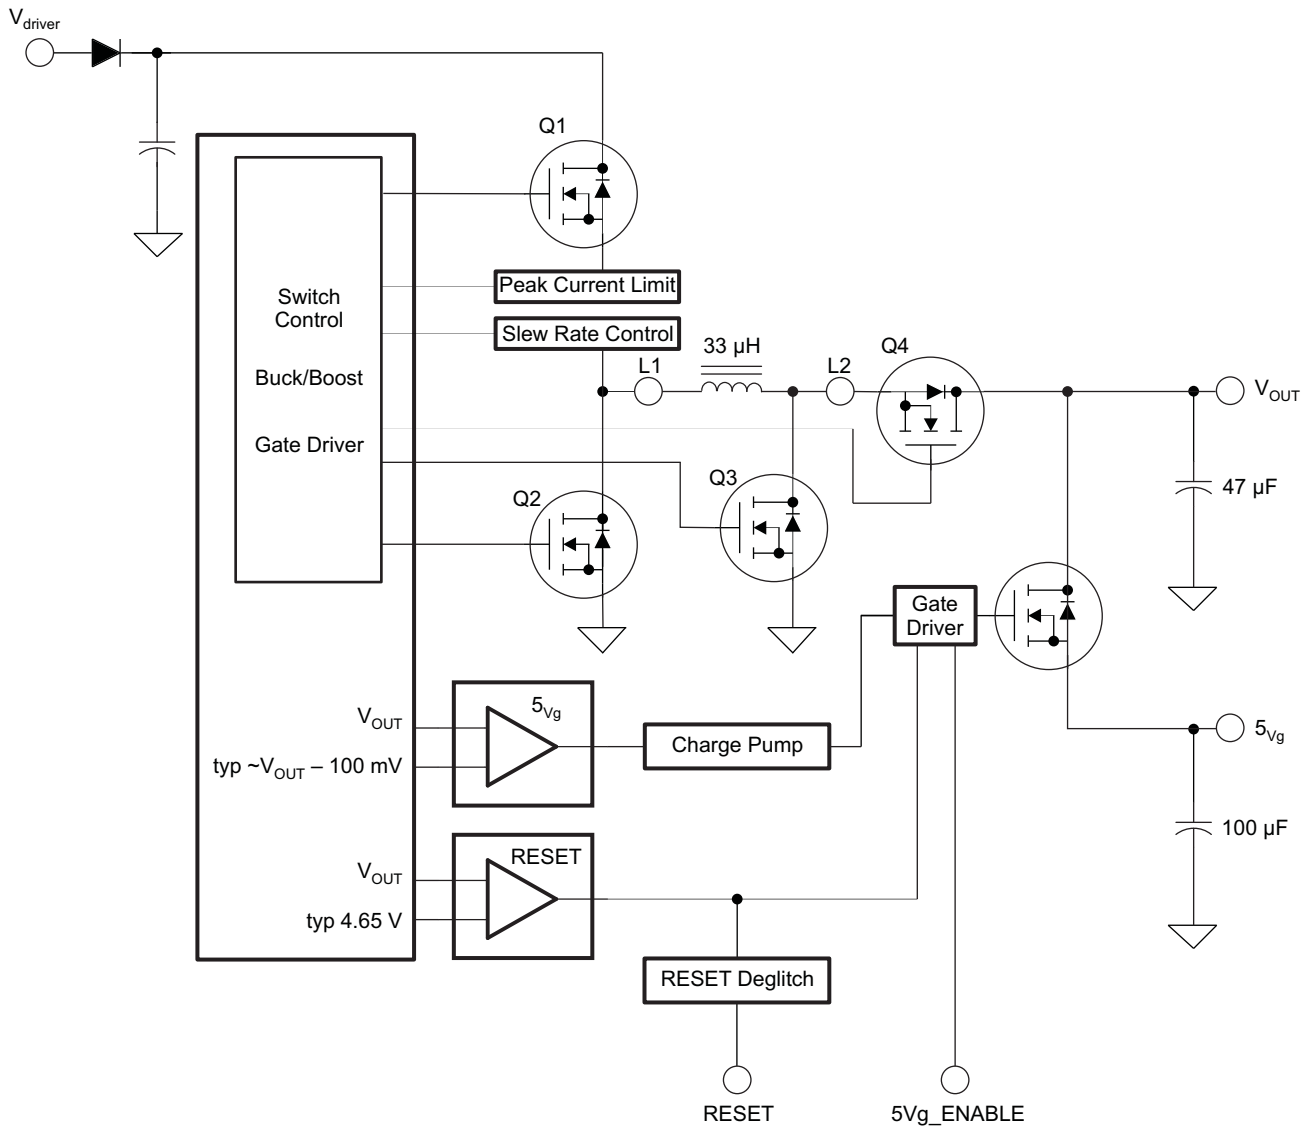 Vdriver
Q1
Peak Current Limit
Switch
Control
Slew Rate Control
33 µH
Q4
L1
L2
VOUT
Buck/Boost
Gate Driver
Q3
Q2
47 µF
Gate
Driver
5Vg
VOUT
Charge Pump
5Vg
typ ~VOUT – 100 mV
100 µF
RESET
VOUT
typ 4.65 V
RESET Deglitch
RESET
5Vg_ENABLE